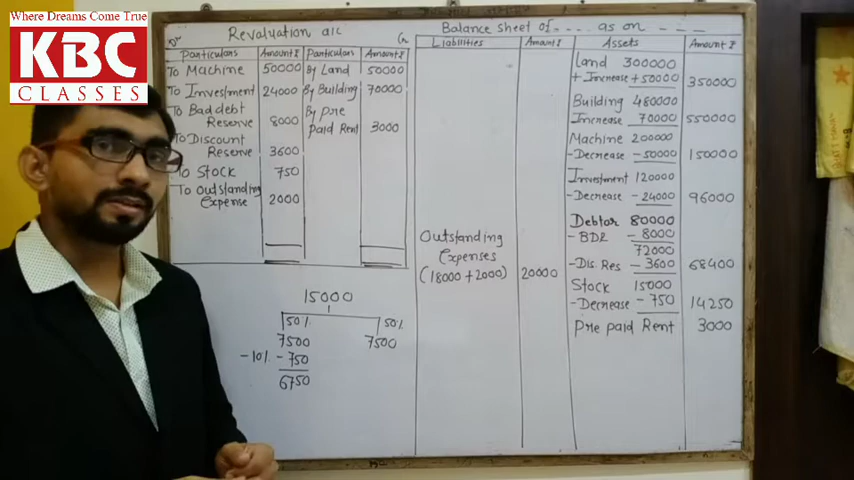 Where Dreams Come True
KBC
CLASSES
Revaluation a/c
Dr
Cr
Particulars Amount ₹ Particulars Amount ₹
To Machine 50000 By Land 50000
To Investment 24000 By Building 70000
To Bad debt By Pre
Reserve 8000 Paid Rent 3000
To Discount
Reserve 3600
To Stock 750
To Outstanding
Expense 2000
15000
50% 50%
7500 7500
-10% - 750
6750
Balance sheet of - - - - as on - - - -
Liabilities Amount ₹ Assets Amount ₹
Land 300000
+ Increase +50000 350000
Building 480000
Increase 70000 550000
Machine 200000
- Decrease - 50000 150000
Investment 120000
- Decrease - 24000 96000
Debtor 80000
- BDR - 8000
72000
- Dis. Res - 3600 68400
Stock 15000
- Decrease - 750 14250
Pre paid Rent 3000
Outstanding
Expenses
(18000 + 2000) 20000